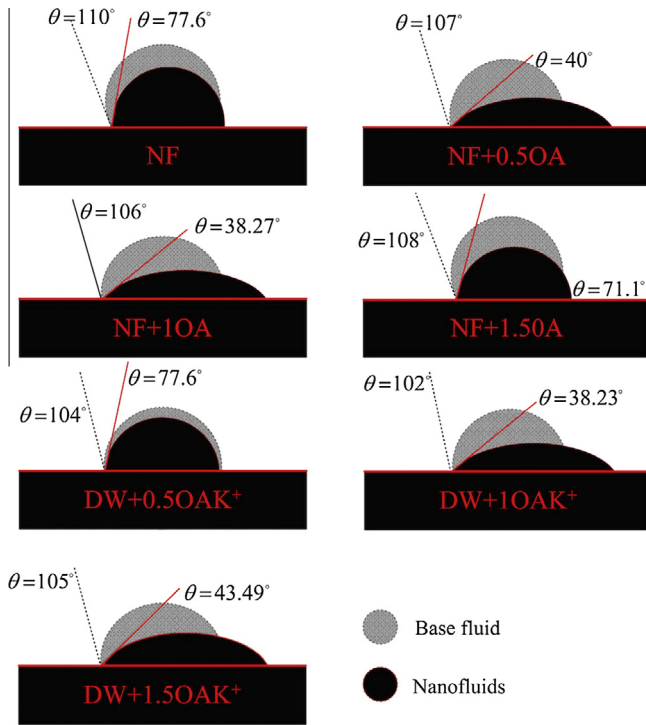 θ=110° θ=77.6°
NF
θ=107° θ=40°
NF+0.5OA
θ=106° θ=38.27°
NF+1OA
θ=108° θ=71.1°
NF+1.50A
θ=104° θ=77.6°
DW+0.5OAK⁺
θ=102° θ=38.23°
DW+1OAK⁺
θ=105° θ=43.49°
DW+1.5OAK⁺
Base fluid
Nanofluids